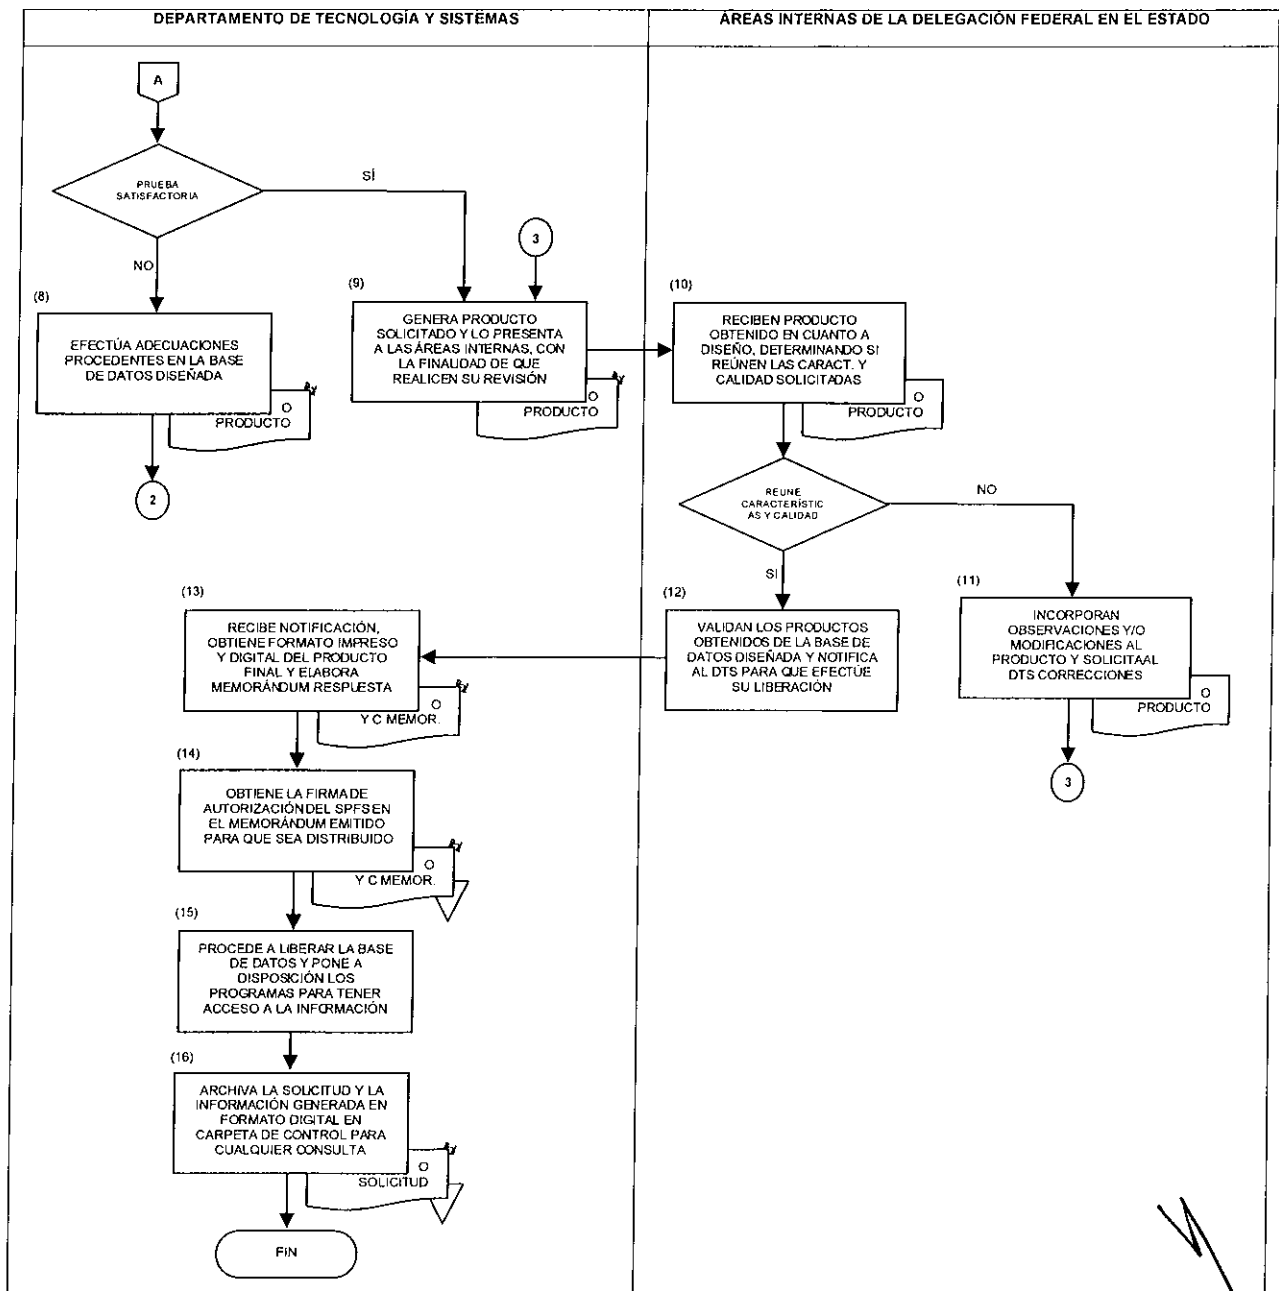 DEPARTAMENTO DE TECNOLOGÍA Y SISTEMAS
ÁREAS INTERNAS DE LA DELEGACIÓN FEDERAL EN EL ESTADO
A
PRUEBA
SATISFACTORIA
SÍ
NO
3
(8)
EFECTÚA ADECUACIONES
PROCEDENTES EN LA BASE
DE DATOS DISEÑADA
O
PRODUCTO
2
(9)
GENERA PRODUCTO
SOLICITADO Y LO PRESENTA
A LAS ÁREAS INTERNAS, CON
LA FINALIDAD DE QUE
REALICEN SU REVISIÓN
O
PRODUCTO
(10)
RECIBEN PRODUCTO
OBTENIDO EN CUANTO A
DISEÑO, DETERMINANDO SI
REÚNEN LAS CARACT. Y
CALIDAD SOLICITADAS
O
PRODUCTO
REUNE
CARACTERÍSTIC
AS Y CALIDAD
NO
SI
(11)
INCORPORAN
OBSERVACIONES Y/O
MODIFICACIONES AL
PRODUCTO Y SOLICITAAL
DTS CORRECCIONES
O
PRODUCTO
3
(12)
VALIDAN LOS PRODUCTOS
OBTENIDOS DE LA BASE DE
DATOS DISEÑADA Y NOTIFICA
AL DTS PARA QUE EFECTÚE
SU LIBERACIÓN
(13)
RECIBE NOTIFICACIÓN,
OBTIENE FORMATO IMPRESO
Y DIGITAL DEL PRODUCTO
FINAL Y ELABORA
MEMORÁNDUM RESPUESTA
O
Y C MEMOR.
(14)
OBTIENE LA FIRMA DE
AUTORIZACIÓN DEL SPFS EN
EL MEMORÁNDUM EMITIDO
PARA QUE SEA DISTRIBUIDO
O
Y C MEMOR.
(15)
PROCEDE A LIBERAR LA BASE
DE DATOS Y PONE A
DISPOSICIÓN LOS
PROGRAMAS PARA TENER
ACCESO A LA INFORMACIÓN
(16)
ARCHIVA LA SOLICITUD Y LA
INFORMACIÓN GENERADA EN
FORMATO DIGITAL EN
CARPETA DE CONTROL PARA
CUALQUIER CONSULTA
O
SOLICITUD
FIN